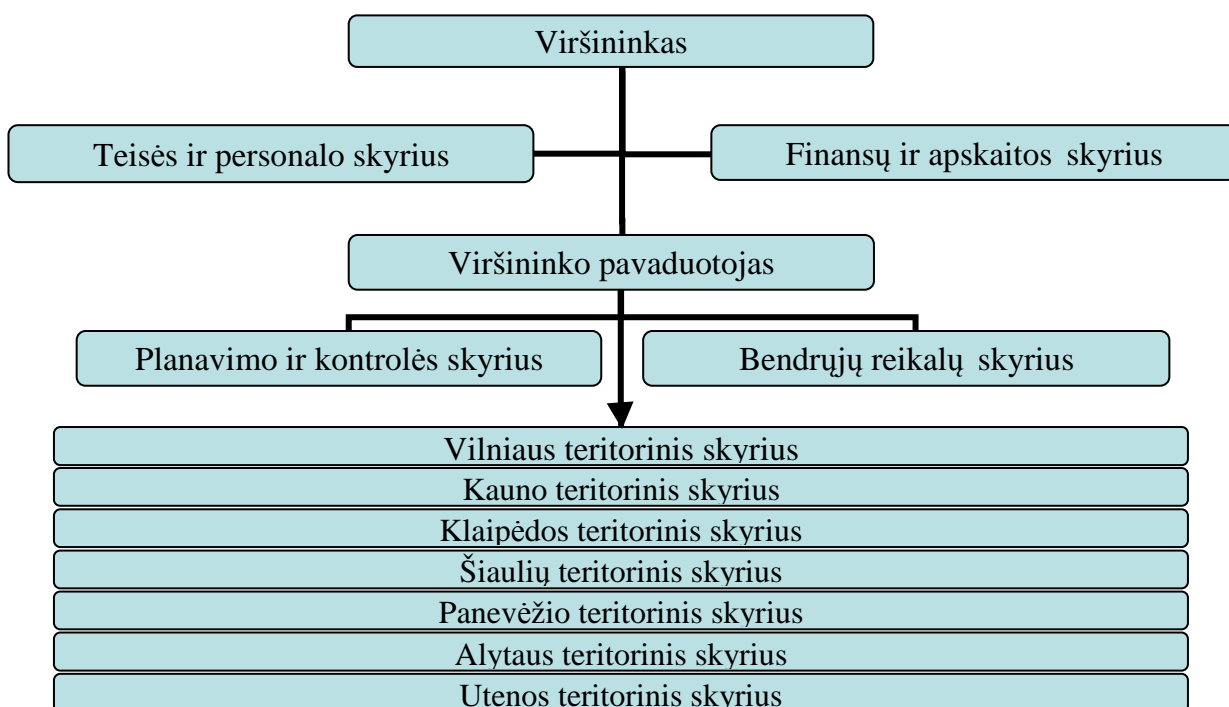 Viršininkas
Teisės ir personalo skyrius
Finansų ir apskaitos skyrius
Viršininko pavaduotojas
Planavimo ir kontrolės skyrius
Bendrųjų reikalų skyrius
Vilniaus teritorinis skyrius
Kauno teritorinis skyrius
Klaipėdos teritorinis skyrius
Šiaulių teritorinis skyrius
Panevėžio teritorinis skyrius
Alytaus teritorinis skyrius
Utenos teritorinis skyrius